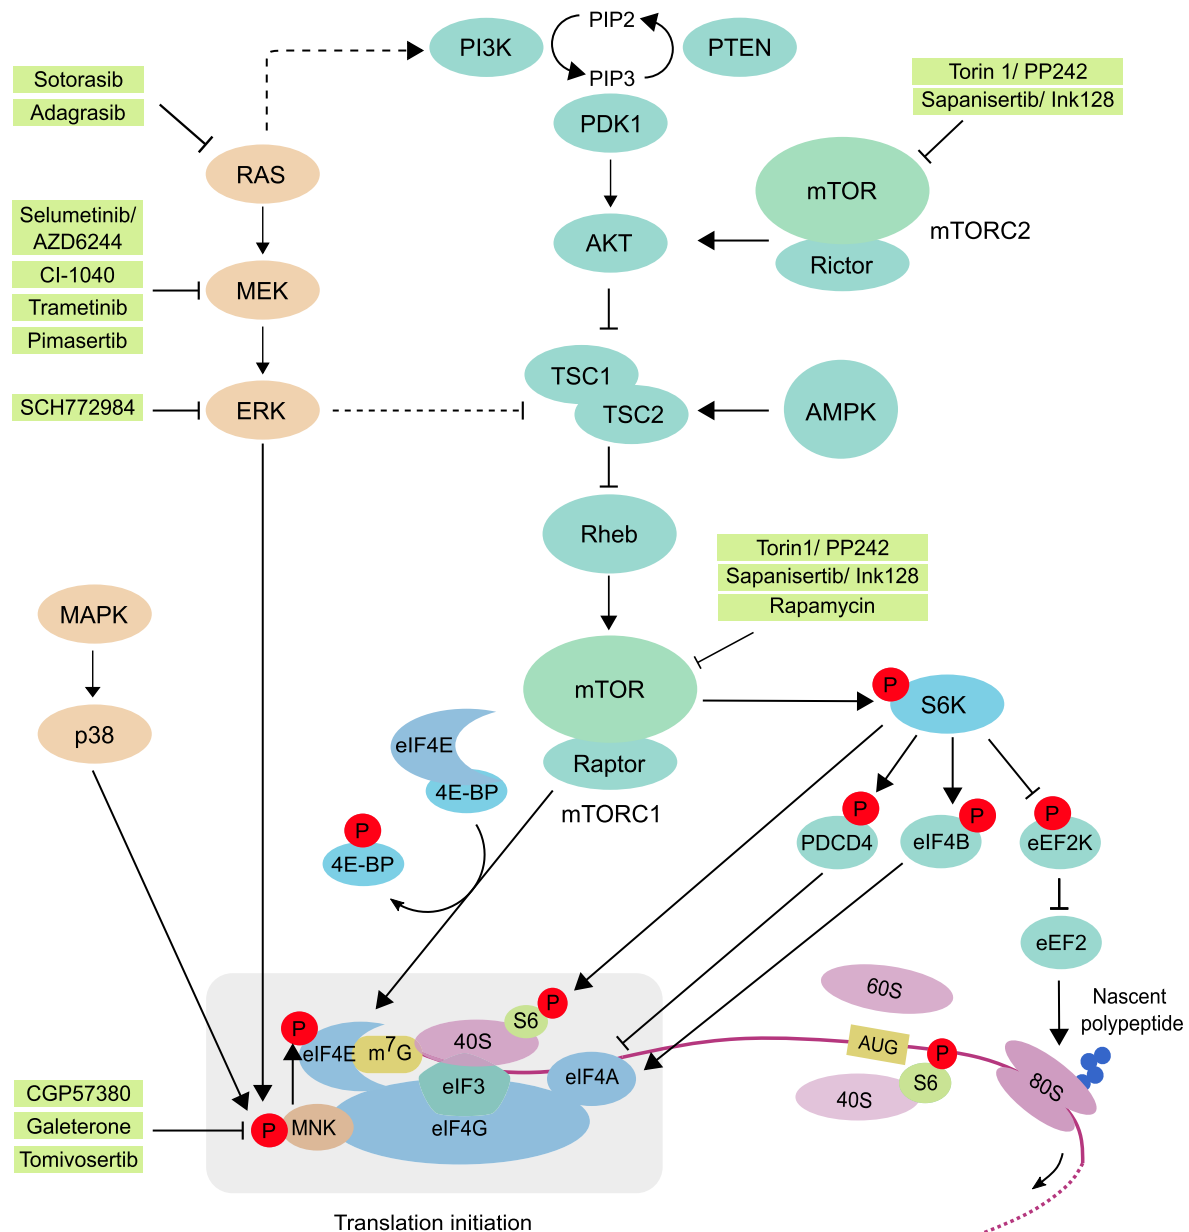 PIP2
PI3K
PTEN
PIP3
Sotorasib
Adagrasib
Torin 1/ PP242
Sapanisertib/ Ink128
PDK1
RAS
mTOR
mTORC2
Selumetinib/
AZD6244
CI-1040
Trametinib
Pimasertib
AKT
Rictor
MEK
TSC1
TSC2
AMPK
SCH772984
ERK
Rheb
Torin1/ PP242
Sapanisertib/ Ink128
Rapamycin
MAPK
p38
mTOR
Raptor
mTORC1
P
S6K
eIF4E
4E-BP
P
4E-BP
P
PDCD4
P
eIF4B
P
eEF2K
eEF2
60S
Nascent
polypeptide
P
S6
40S
P
eIF4E
m7G
eIF3
eIF4A
eIF4G
AUG
P
S6
40S
80S
CGP57380
Galeterone
Tomivosertib
P
MNK
Translation initiation